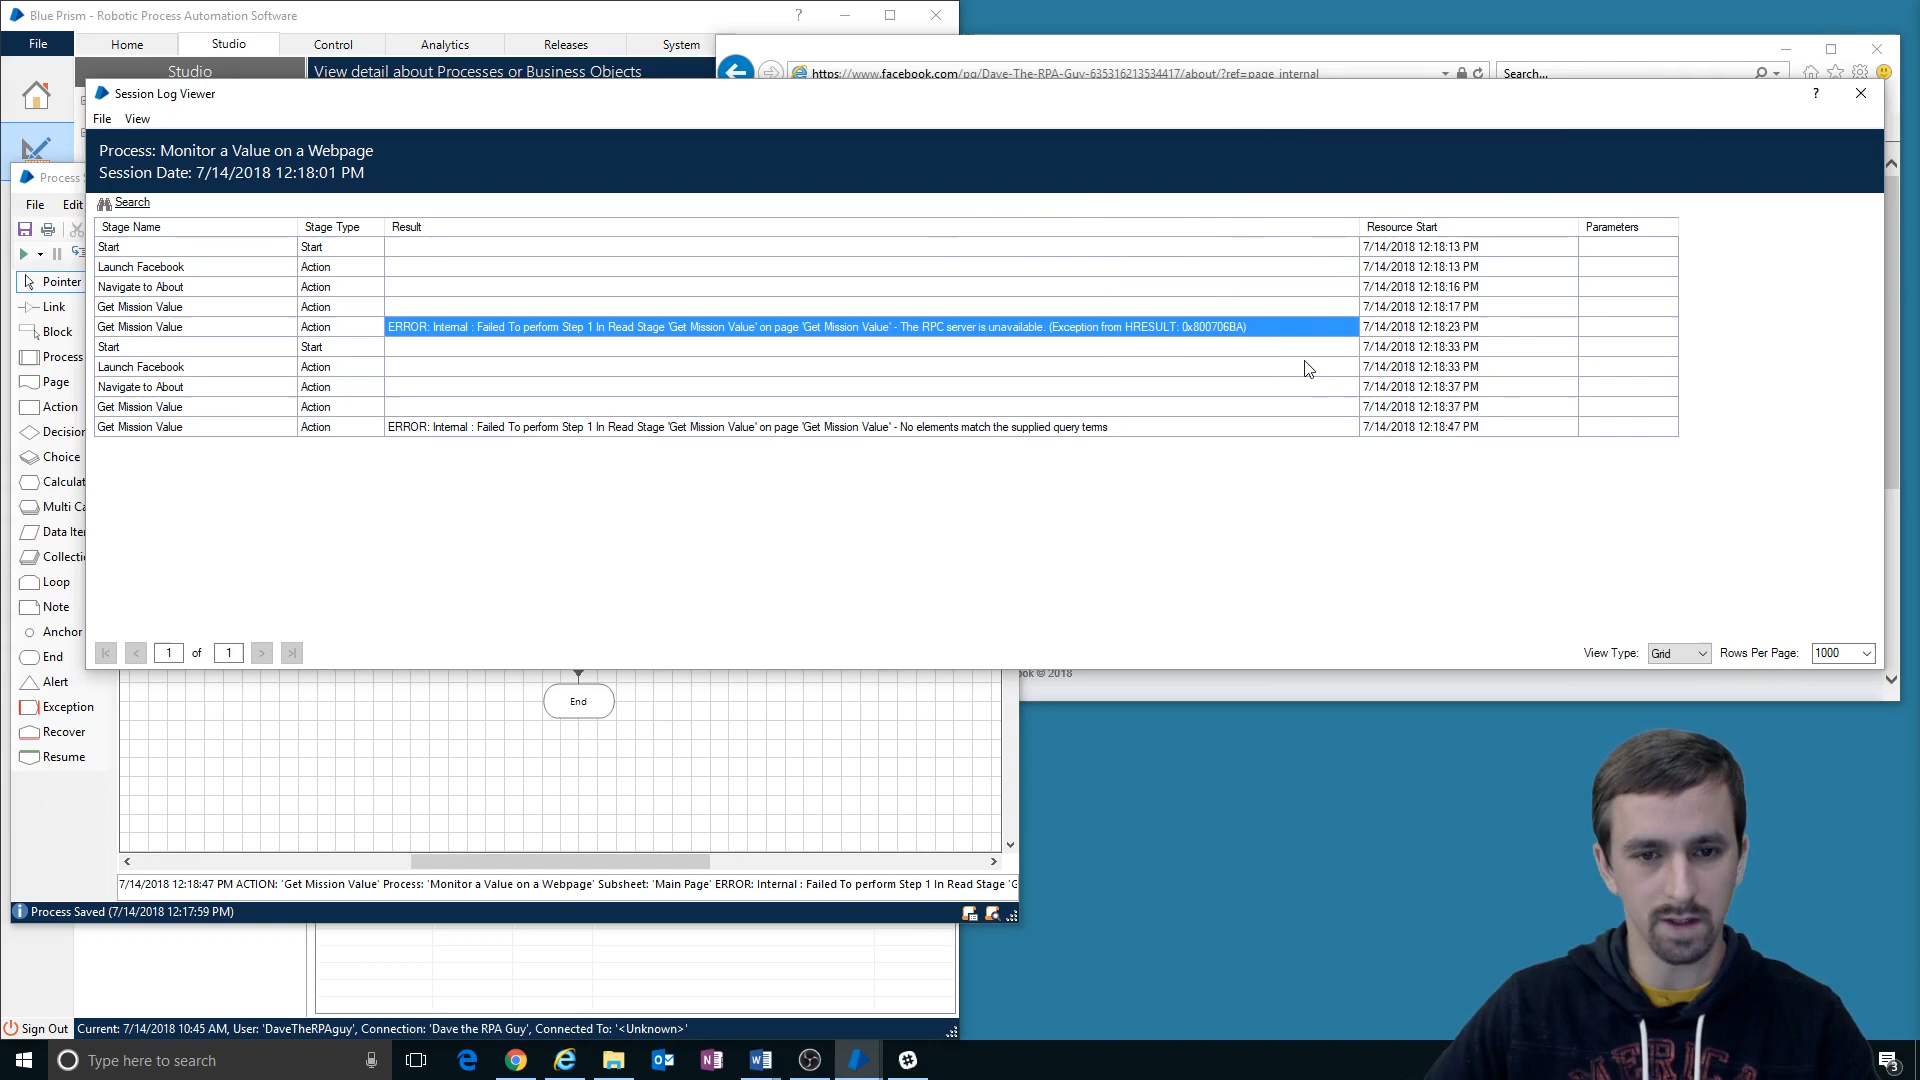 Blue Prism - Robotic Process Automation Software
?
File
Home
Studio
Control
Analytics
Releases
System
Studio
View detail about Processes or Business Objects
https://www.facebook.com/pg/Dave-The-RPA-Guy-635316213534417/about/?ref=page_internal
Search...
Session Log Viewer
?
File
View
Process: Monitor a Value on a Webpage
Session Date: 7/14/2018 12:18:01 PM
Search
Stage Name Stage Type Result Resource Start Parameters
Start Start 7/14/2018 12:18:13 PM
Launch Facebook Action 7/14/2018 12:18:13 PM
Navigate to About Action 7/14/2018 12:18:16 PM
Get Mission Value Action 7/14/2018 12:18:17 PM
Get Mission Value Action ERROR: Internal : Failed To perform Step 1 In Read Stage 'Get Mission Value' on page 'Get Mission Value' - The RPC server is unavailable. (Exception from HRESULT: 0x800706BA) 7/14/2018 12:18:23 PM
Start Start 7/14/2018 12:18:33 PM
Launch Facebook Action 7/14/2018 12:18:33 PM
Navigate to About Action 7/14/2018 12:18:37 PM
Get Mission Value Action 7/14/2018 12:18:37 PM
Get Mission Value Action ERROR: Internal : Failed To perform Step 1 In Read Stage 'Get Mission Value' on page 'Get Mission Value' - No elements match the supplied query terms 7/14/2018 12:18:47 PM
1 of 1
View Type: Grid Rows Per Page: 1000
Process S
File Edit
Pointer
Link
Block
Process
Page
Action
Decision
Choice
Calculat
Multi Ca
Data Ite
Collecti
Loop
Note
Anchor
End
Alert
Exception
Recover
Resume
End
ook © 2018
7/14/2018 12:18:47 PM ACTION: 'Get Mission Value' Process: 'Monitor a Value on a Webpage' Subsheet: 'Main Page' ERROR: Internal : Failed To perform Step 1 In Read Stage 'G
Process Saved (7/14/2018 12:17:59 PM)
Sign Out
Current: 7/14/2018 10:45 AM, User: 'DaveTheRPAguy', Connection: 'Dave the RPA Guy', Connected To: '<Unknown>'
Type here to search
3